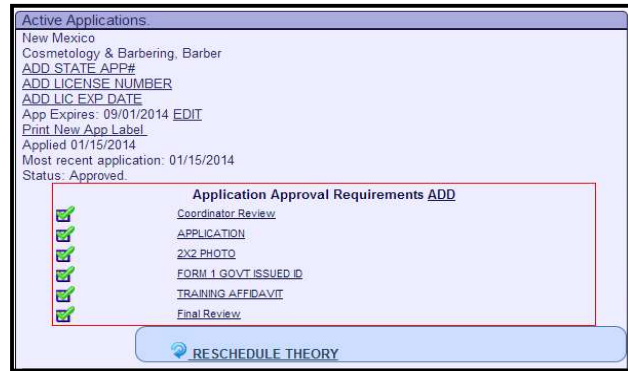 Active Applications.
New Mexico
Cosmetology & Barbering, Barber
ADD STATE APP#
ADD LICENSE NUMBER
ADD LIC EXP DATE
App Expires: 09/01/2014 EDIT
Print New App Label
Applied 01/15/2014
Most recent application: 01/15/2014
Status: Approved.
Application Approval Requirements ADD
Coordinator Review
APPLICATION
2X2 PHOTO
FORM 1 GOVT ISSUED ID
TRAINING AFFIDAVIT
Final Review
RESCHEDULE THEORY